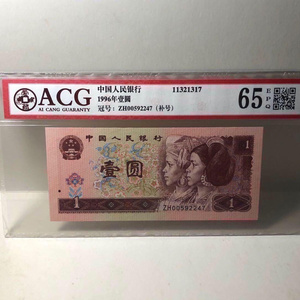 ACG
AI CANG GUARANTY
中国人民银行
11321317
1996年壹圆
冠号：ZH00592247（补号）
65
EPQ
中国人民银行
1
壹圆
1
ZH00592247